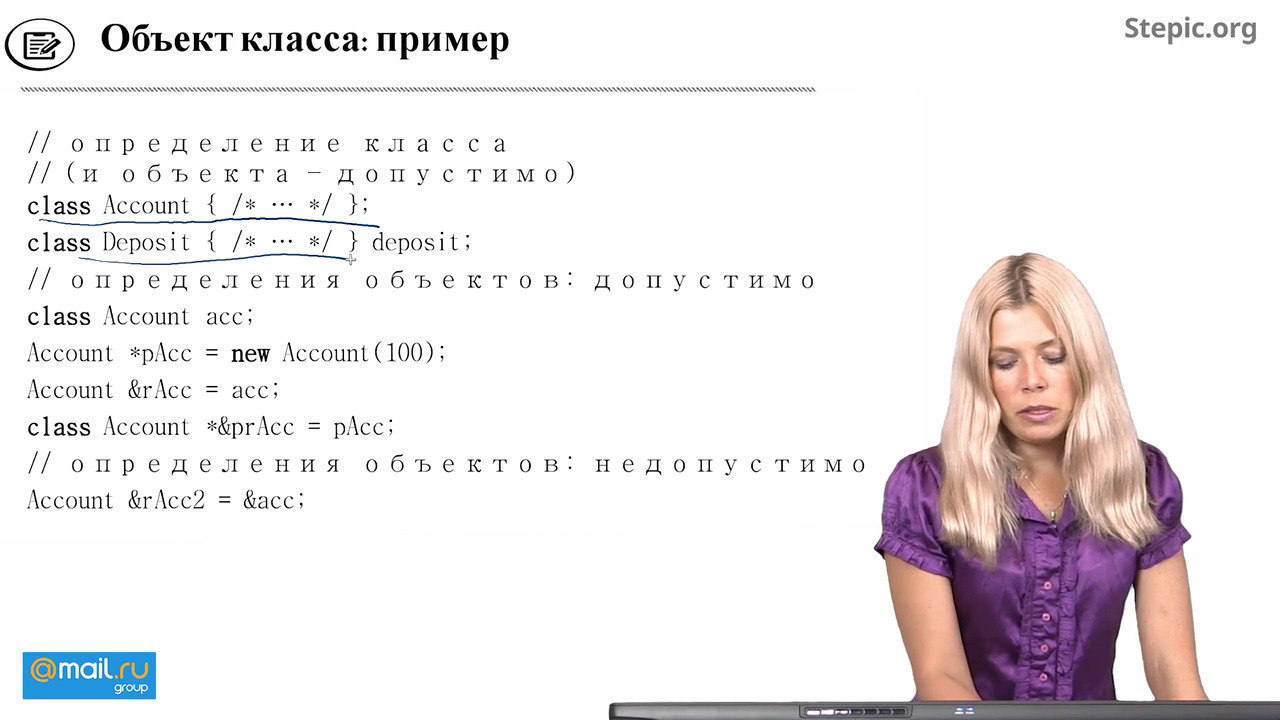 Объект класса: пример
Stepic.org
// определение класса
// (и объекта – допустимо)
class Account { /* … */ };
class Deposit { /* … */ } deposit;
// определения объектов: допустимо
class Account acc;
Account *pAcc = new Account(100);
Account &rAcc = acc;
class Account *&prAcc = pAcc;
// определения объектов: недопустимо
Account &rAcc2 = &acc;
@mail.ru
group